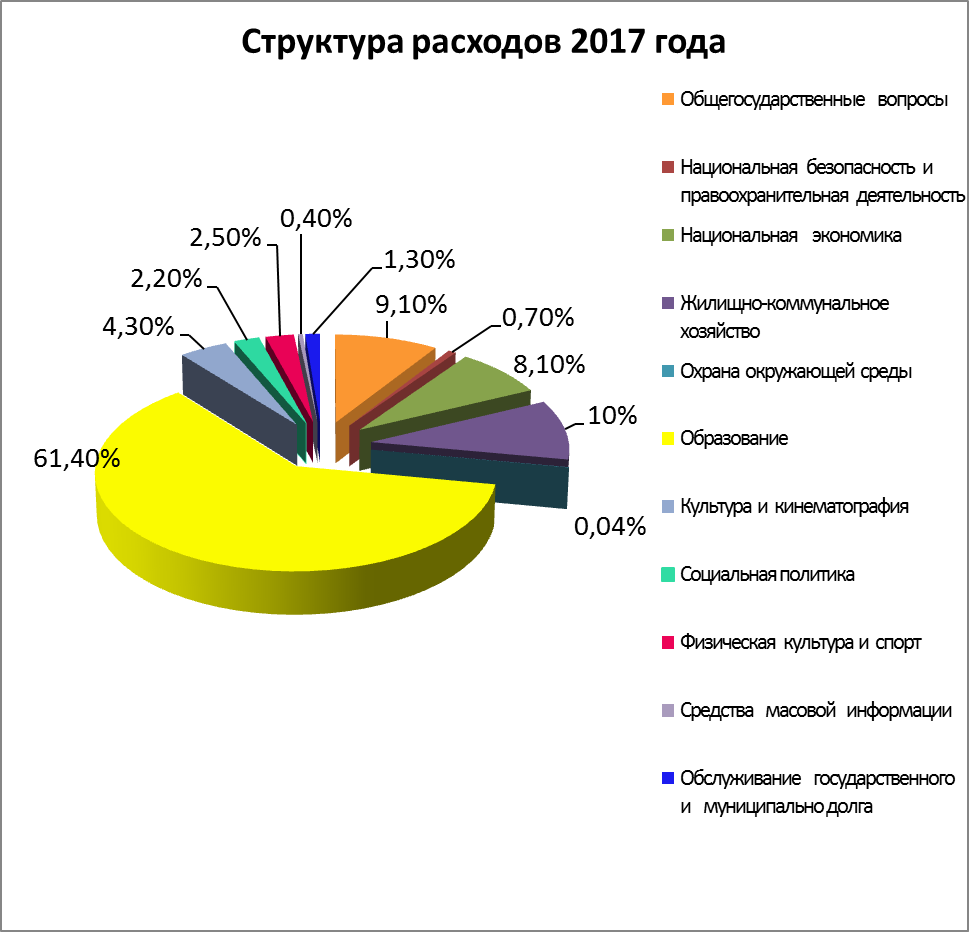 Структура расходов 2017 года
Общегосударственные вопросы
Национальная безопасность и
правоохранительная деятельность
Национальная экономика
Жилищно-коммунальное
хозяйство
Охрана окружающей среды
Образование
Культура и кинематография
Социальная политика
Физическая культура и спорт
Средства массовой информации
Обслуживание государственного
и муниципально долга
0,40%
2,50%
1,30%
2,20%
9,10%
4,30%
0,70%
8,10%
10%
61,40%
0,04%